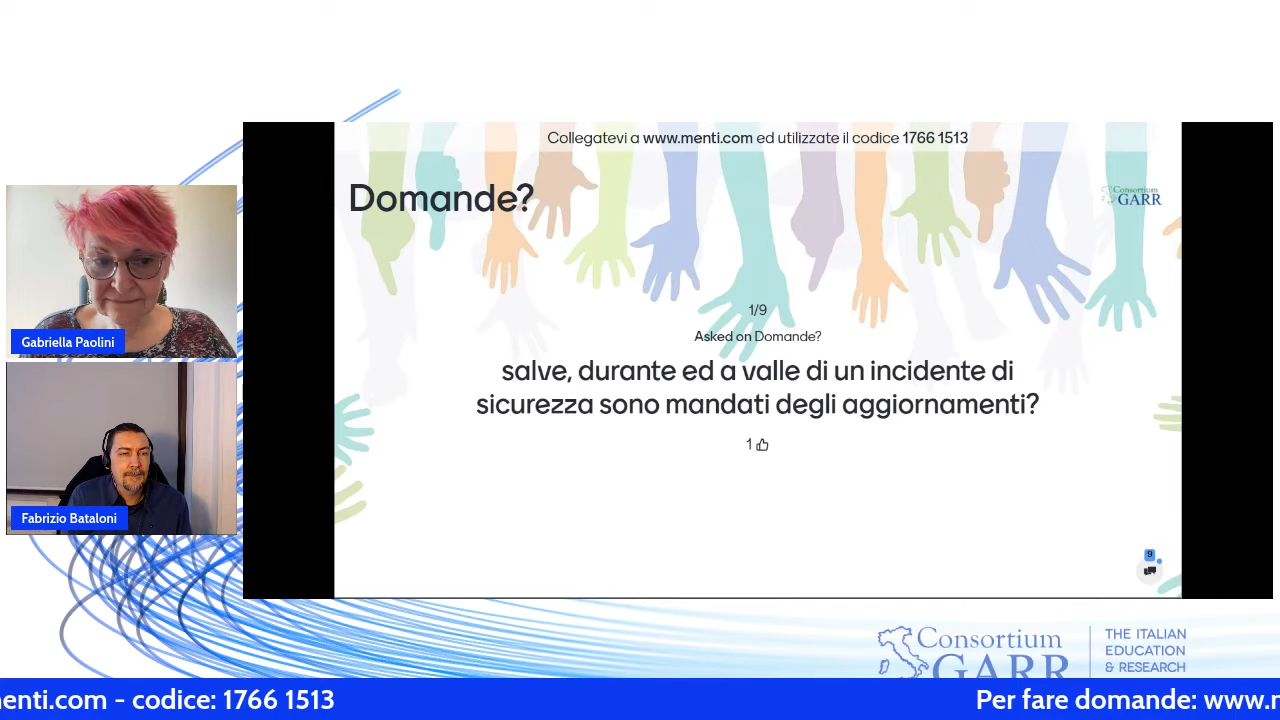 Collegatevi a www.menti.com ed utilizzate il codice 1766 1513
Domande?
Consortium
GARR
1/9
Asked on Domande?
salve, durante ed a valle di un incidente di
sicurezza sono mandati degli aggiornamenti?
1
9
Gabriella Paolini
Fabrizio Bataloni
Consortium
GARR
THE ITALIAN
EDUCATION
& RESEARCH
menti.com - codice: 1766 1513
Per fare domande: www.m